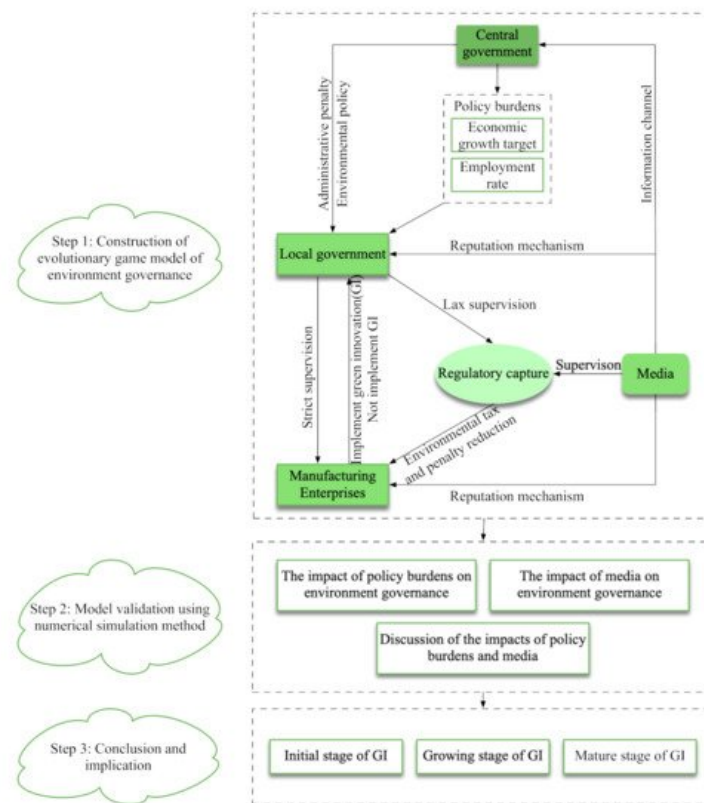 Central
government
Administrative penalty
Environmental policy
Policy burdens
Economic
growth target
Employment
rate
Information channel
Step 1: Construction of
evolutionary game model of
environment governance
Local government
Reputation mechanism
Lax supervision
Strict supervision
Implement green innovation(GI)
Not implement GI
Regulatory capture
Supervison
Media
Environmental tax
and penalty reduction
Manufacturing
Enterprises
Reputation mechanism
Step 2: Model validation using
numerical simulation method
The impact of policy burdens on
environment governance
The impact of media on
environment governance
Discussion of the impacts of policy
burdens and media
Step 3: Conclusion and
implication
Initial stage of GI
Growing stage of GI
Mature stage of GI